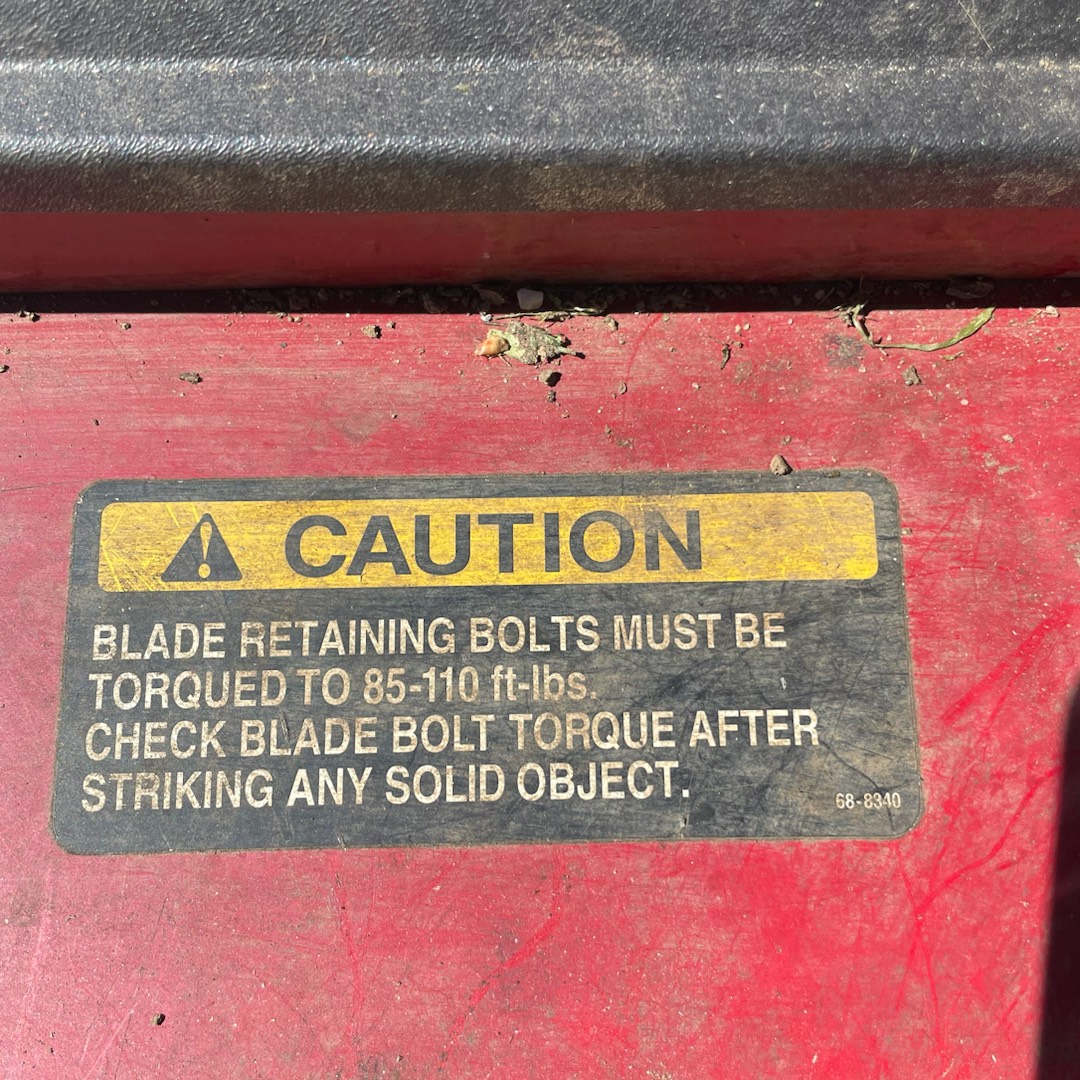 CAUTION
BLADE RETAINING BOLTS MUST BE
TORQUED TO 85-110 ft-lbs.
CHECK BLADE BOLT TORQUE AFTER
STRIKING ANY SOLID OBJECT.
68-8340